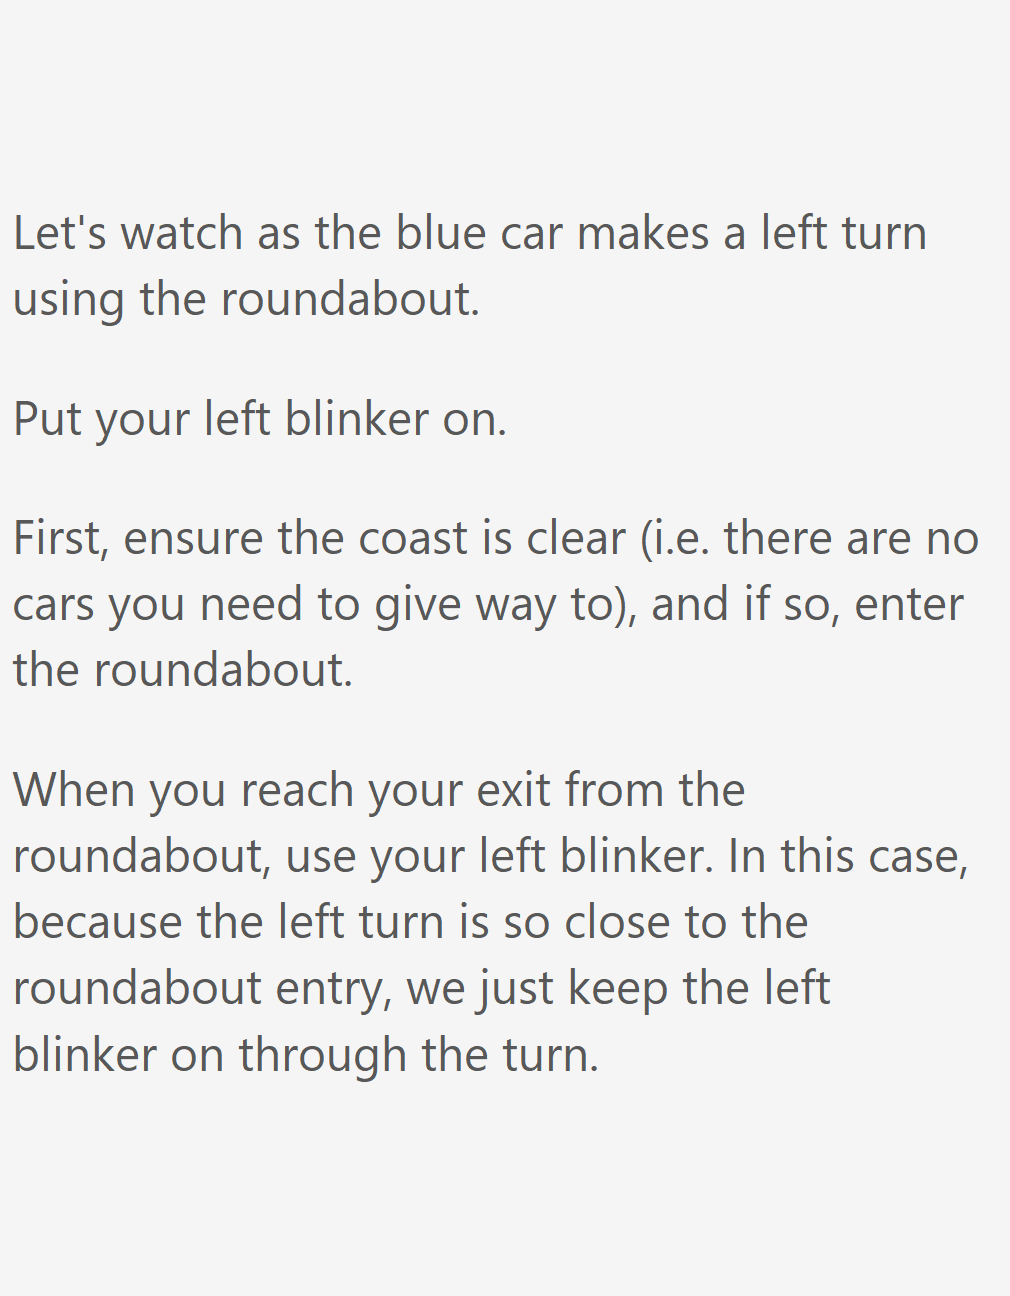 Let's watch as the blue car makes a left turn
using the roundabout.
Put your left blinker on.
First, ensure the coast is clear (i.e. there are no
cars you need to give way to), and if so, enter
the roundabout.
When you reach your exit from the
roundabout, use your left blinker. In this case,
because the left turn is so close to the
roundabout entry, we just keep the left
blinker on through the turn.